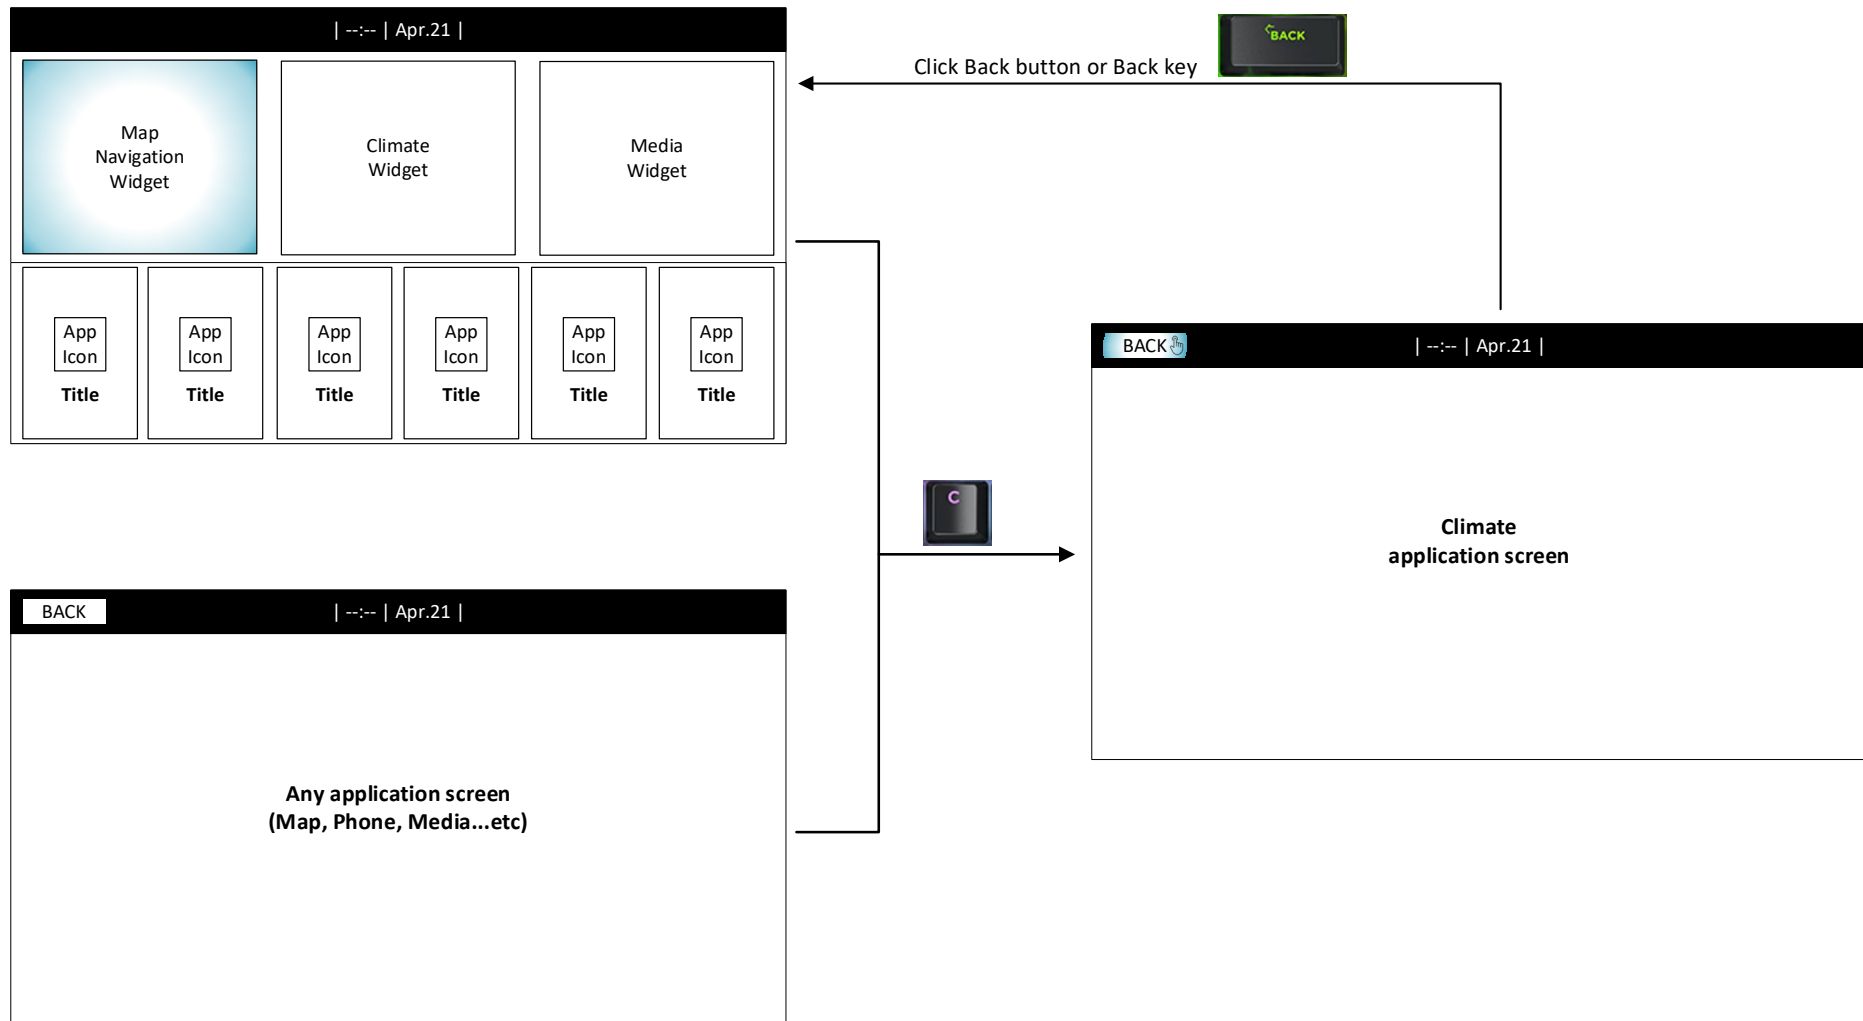 | --:-- | Apr.21 |
Map
Navigation
Widget
Climate
Widget
Media
Widget
App
Icon
Title
App
Icon
Title
App
Icon
Title
App
Icon
Title
App
Icon
Title
App
Icon
Title
Click Back button or Back key
BACK
C
BACK
| --:-- | Apr.21 |
Climate
application screen
BACK
| --:-- | Apr.21 |
Any application screen
(Map, Phone, Media...etc)